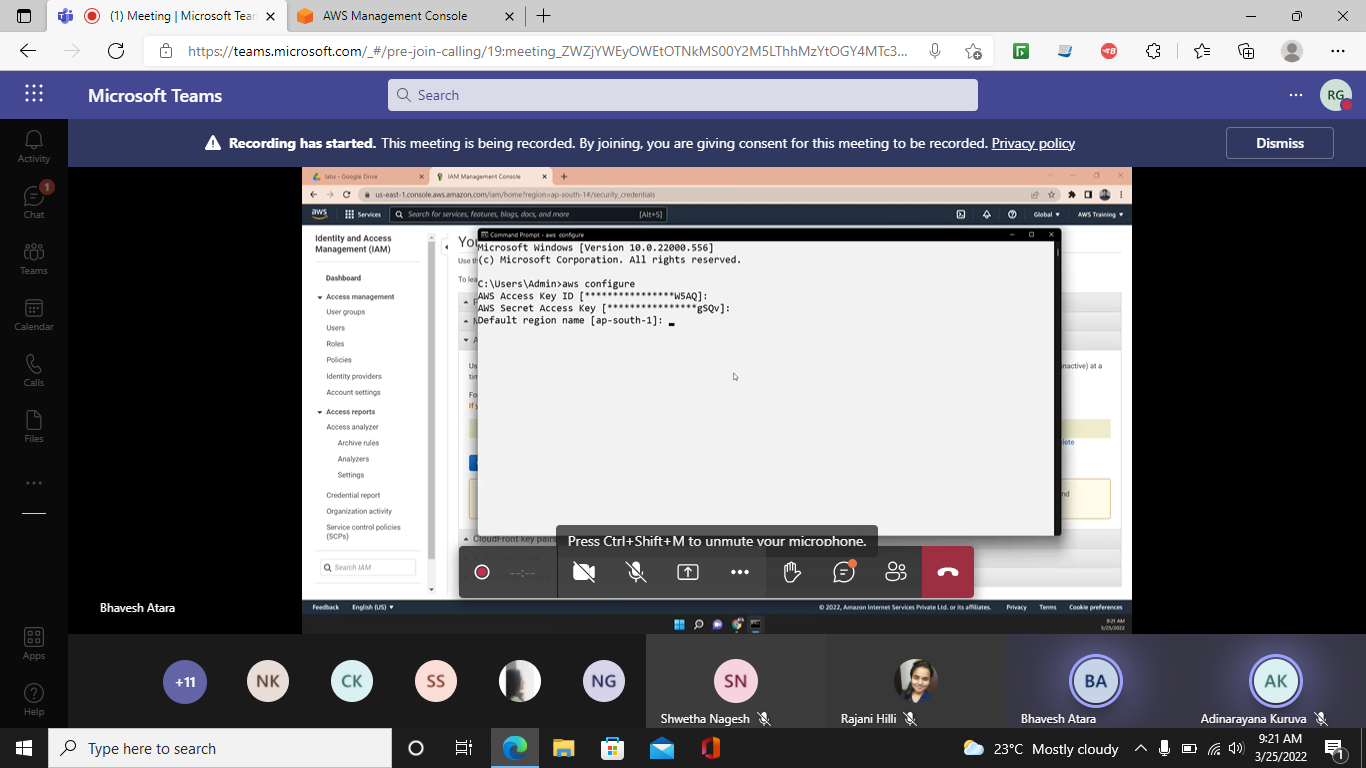 (1) Meeting | Microsoft Tear
AWS Management Console
https://teams.microsoft.com/_#/pre-join-calling/19:meeting_ZWZjYWEyOWEtOTNkMS00Y2M5LThhMzYtOGY4MTc3...
Microsoft Teams
Search
RG
Recording has started. This meeting is being recorded. By joining, you are giving consent for this meeting to be recorded. Privacy policy
Dismiss
Activity
Chat
1
Teams
Calendar
Calls
Files
Apps
Help
labs - Google Drive
IAM Management Console
us-east-1.console.aws.amazon.com/iam/home?region=ap-south-1#/security_credentials
aws
Services
Search for services, features, blogs, docs, and more
[Alt+S]
Global
AWS Training
Identity and Access
Management (IAM)
Dashboard
Access management
User groups
Users
Roles
Policies
Identity providers
Account settings
Access reports
Access analyzer
Archive rules
Analyzers
Settings
Credential report
Organization activity
Service control policies
(SCPs)
Search IAM
Command Prompt - aws configure
Microsoft Windows [Version 10.0.22000.556]
(c) Microsoft Corporation. All rights reserved.
C:\Users\Admin>aws configure
AWS Access Key ID [****************W5AQ]:
AWS Secret Access Key [****************gSQv]:
Default region name [ap-south-1]:
nactive) at a
CloudFront key pairs
Press Ctrl+Shift+M to unmute your microphone.
--:--
Feedback
English (US)
© 2022, Amazon Internet Services Private Ltd. or its affiliates.
Privacy
Terms
Cookie preferences
9:21 AM
3/25/2022
Bhavesh Atara
+11
NK
CK
SS
NG
SN
Shwetha Nagesh
Rajani Hilli
BA
Bhavesh Atara
AK
Adinarayana Kuruva
Type here to search
23°C Mostly cloudy
9:21 AM
3/25/2022
1